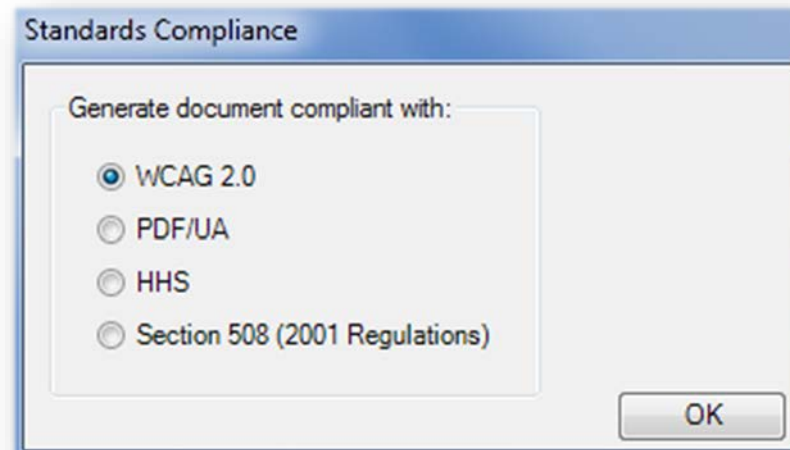 Standards Compliance
Generate document compliant with:
WCAG 2.0
PDF/UA
HHS
Section 508 (2001 Regulations)
OK